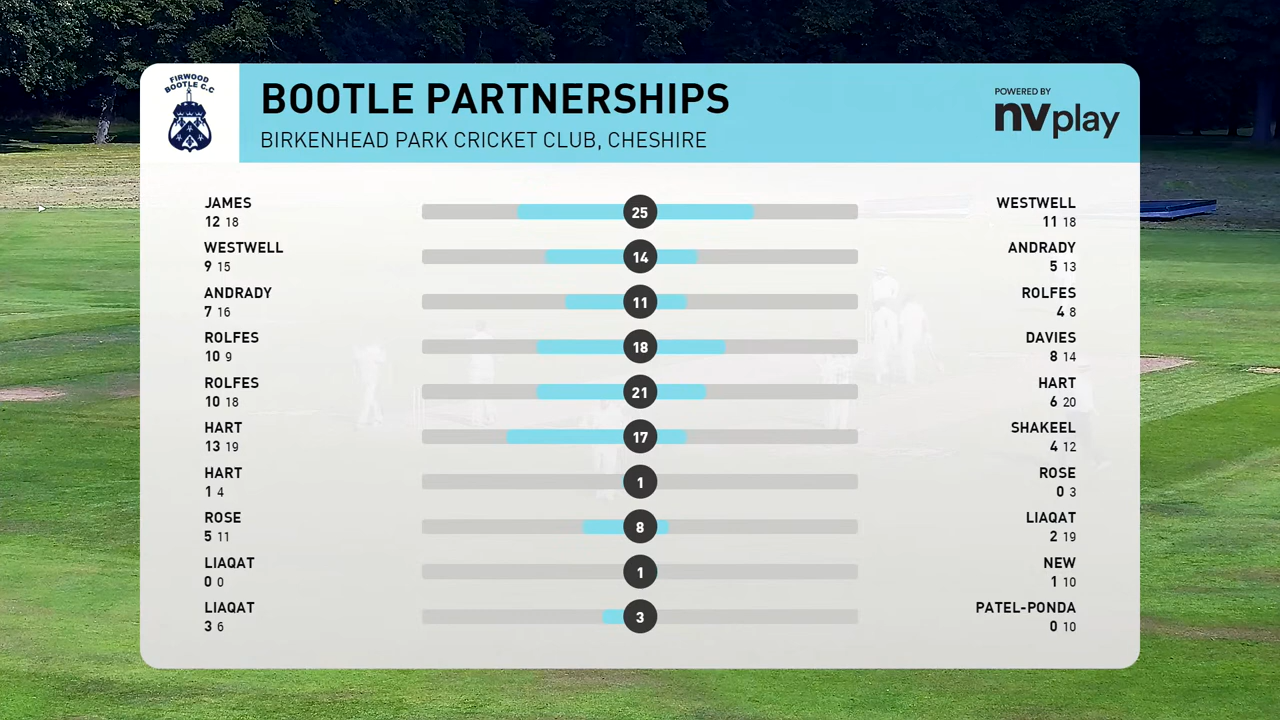 FIRWOOD
BOOTLE C.C
BOOTLE PARTNERSHIPS
BIRKENHEAD PARK CRICKET CLUB, CHESHIRE
POWERED BY
nvplay
JAMES 25 WESTWELL
12 18 11 18
WESTWELL 14 ANDRADY
9 15 5 13
ANDRADY 11 ROLFES
7 16 4 8
ROLFES 18 DAVIES
10 9 8 14
ROLFES 21 HART
10 18 6 20
HART 17 SHAKEEL
13 19 4 12
HART 1 ROSE
1 4 0 3
ROSE 8 LIAQAT
5 11 2 19
LIAQAT 1 NEW
0 0 1 10
LIAQAT 3 PATEL-PONDA
3 6 0 10